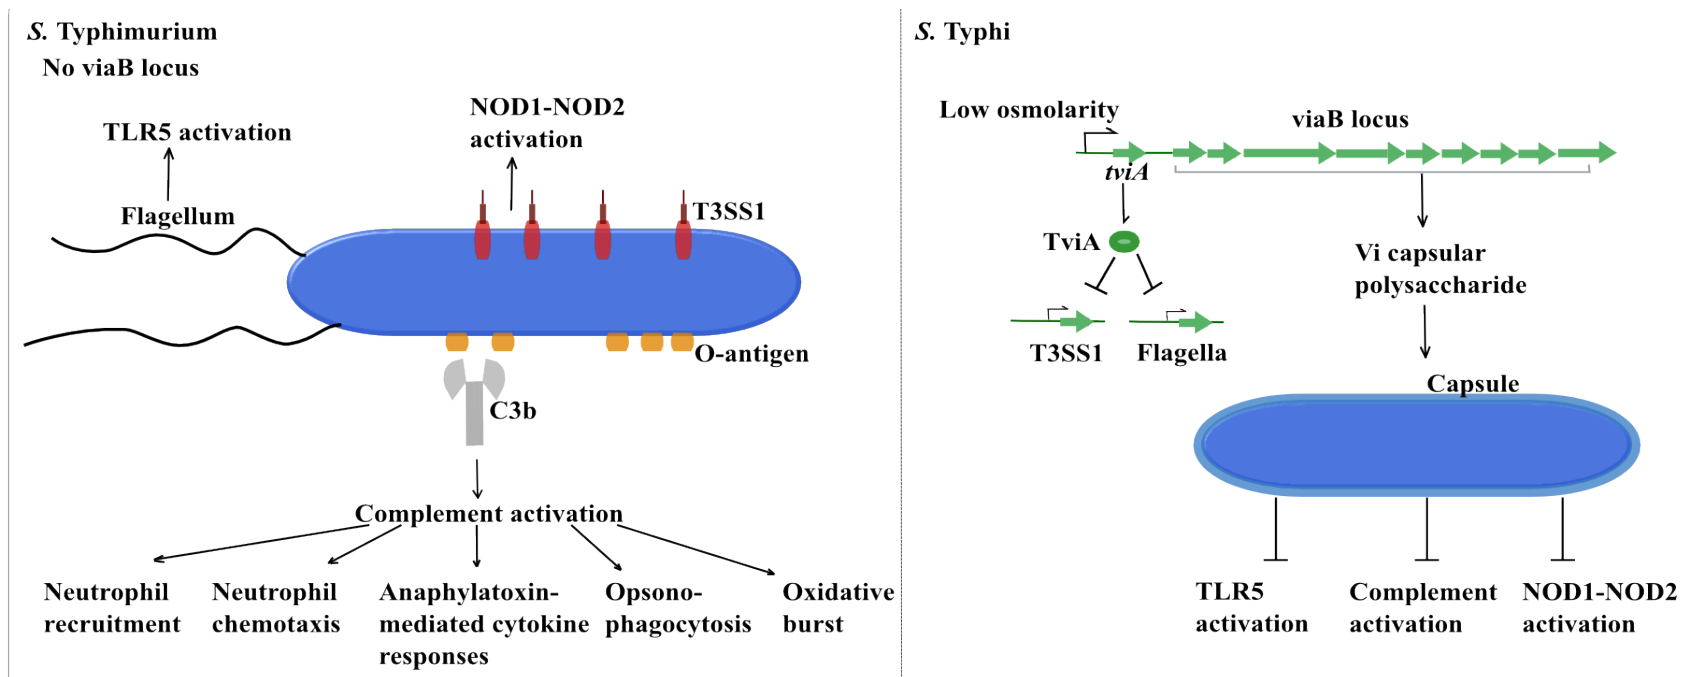 S. Typhimurium
No viaB locus
NOD1-NOD2
activation
TLR5 activation
Flagellum
T3SS1
O-antigen
C3b
Complement activation
Neutrophil
recruitment
Neutrophil
chemotaxis
Anaphylatoxin-
mediated cytokine
responses
Opsono-
phagocytosis
Oxidative
burst
S. Typhi
Low osmolarity
viaB locus
tviA
TviA
Vi capsular
polysaccharide
T3SS1
Flagella
Capsule
TLR5
activation
Complement
activation
NOD1-NOD2
activation